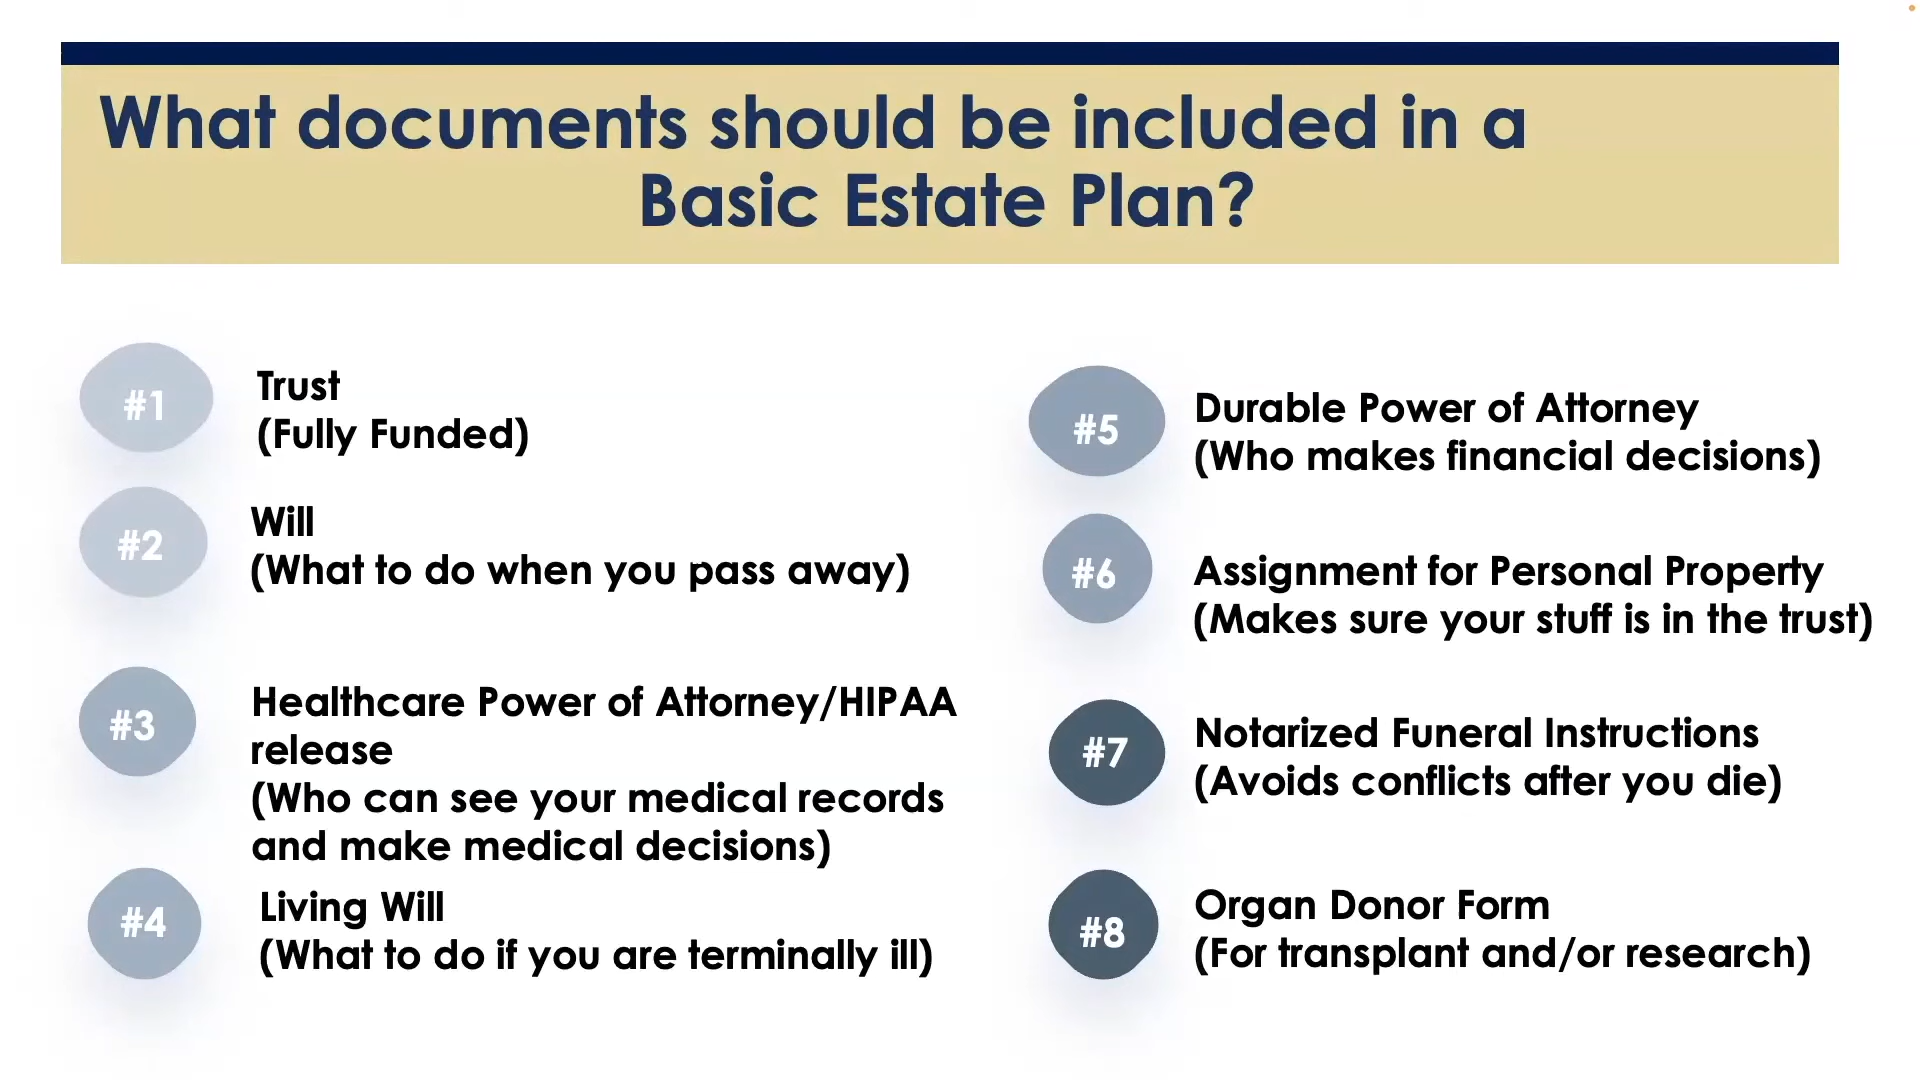 What documents should be included in a
Basic Estate Plan?
#1
Trust
(Fully Funded)
#2
Will
(What to do when you pass away)
#3
Healthcare Power of Attorney/HIPAA
release
(Who can see your medical records
and make medical decisions)
#4
Living Will
(What to do if you are terminally ill)
#5
Durable Power of Attorney
(Who makes financial decisions)
#6
Assignment for Personal Property
(Makes sure your stuff is in the trust)
#7
Notarized Funeral Instructions
(Avoids conflicts after you die)
#8
Organ Donor Form
(For transplant and/or research)